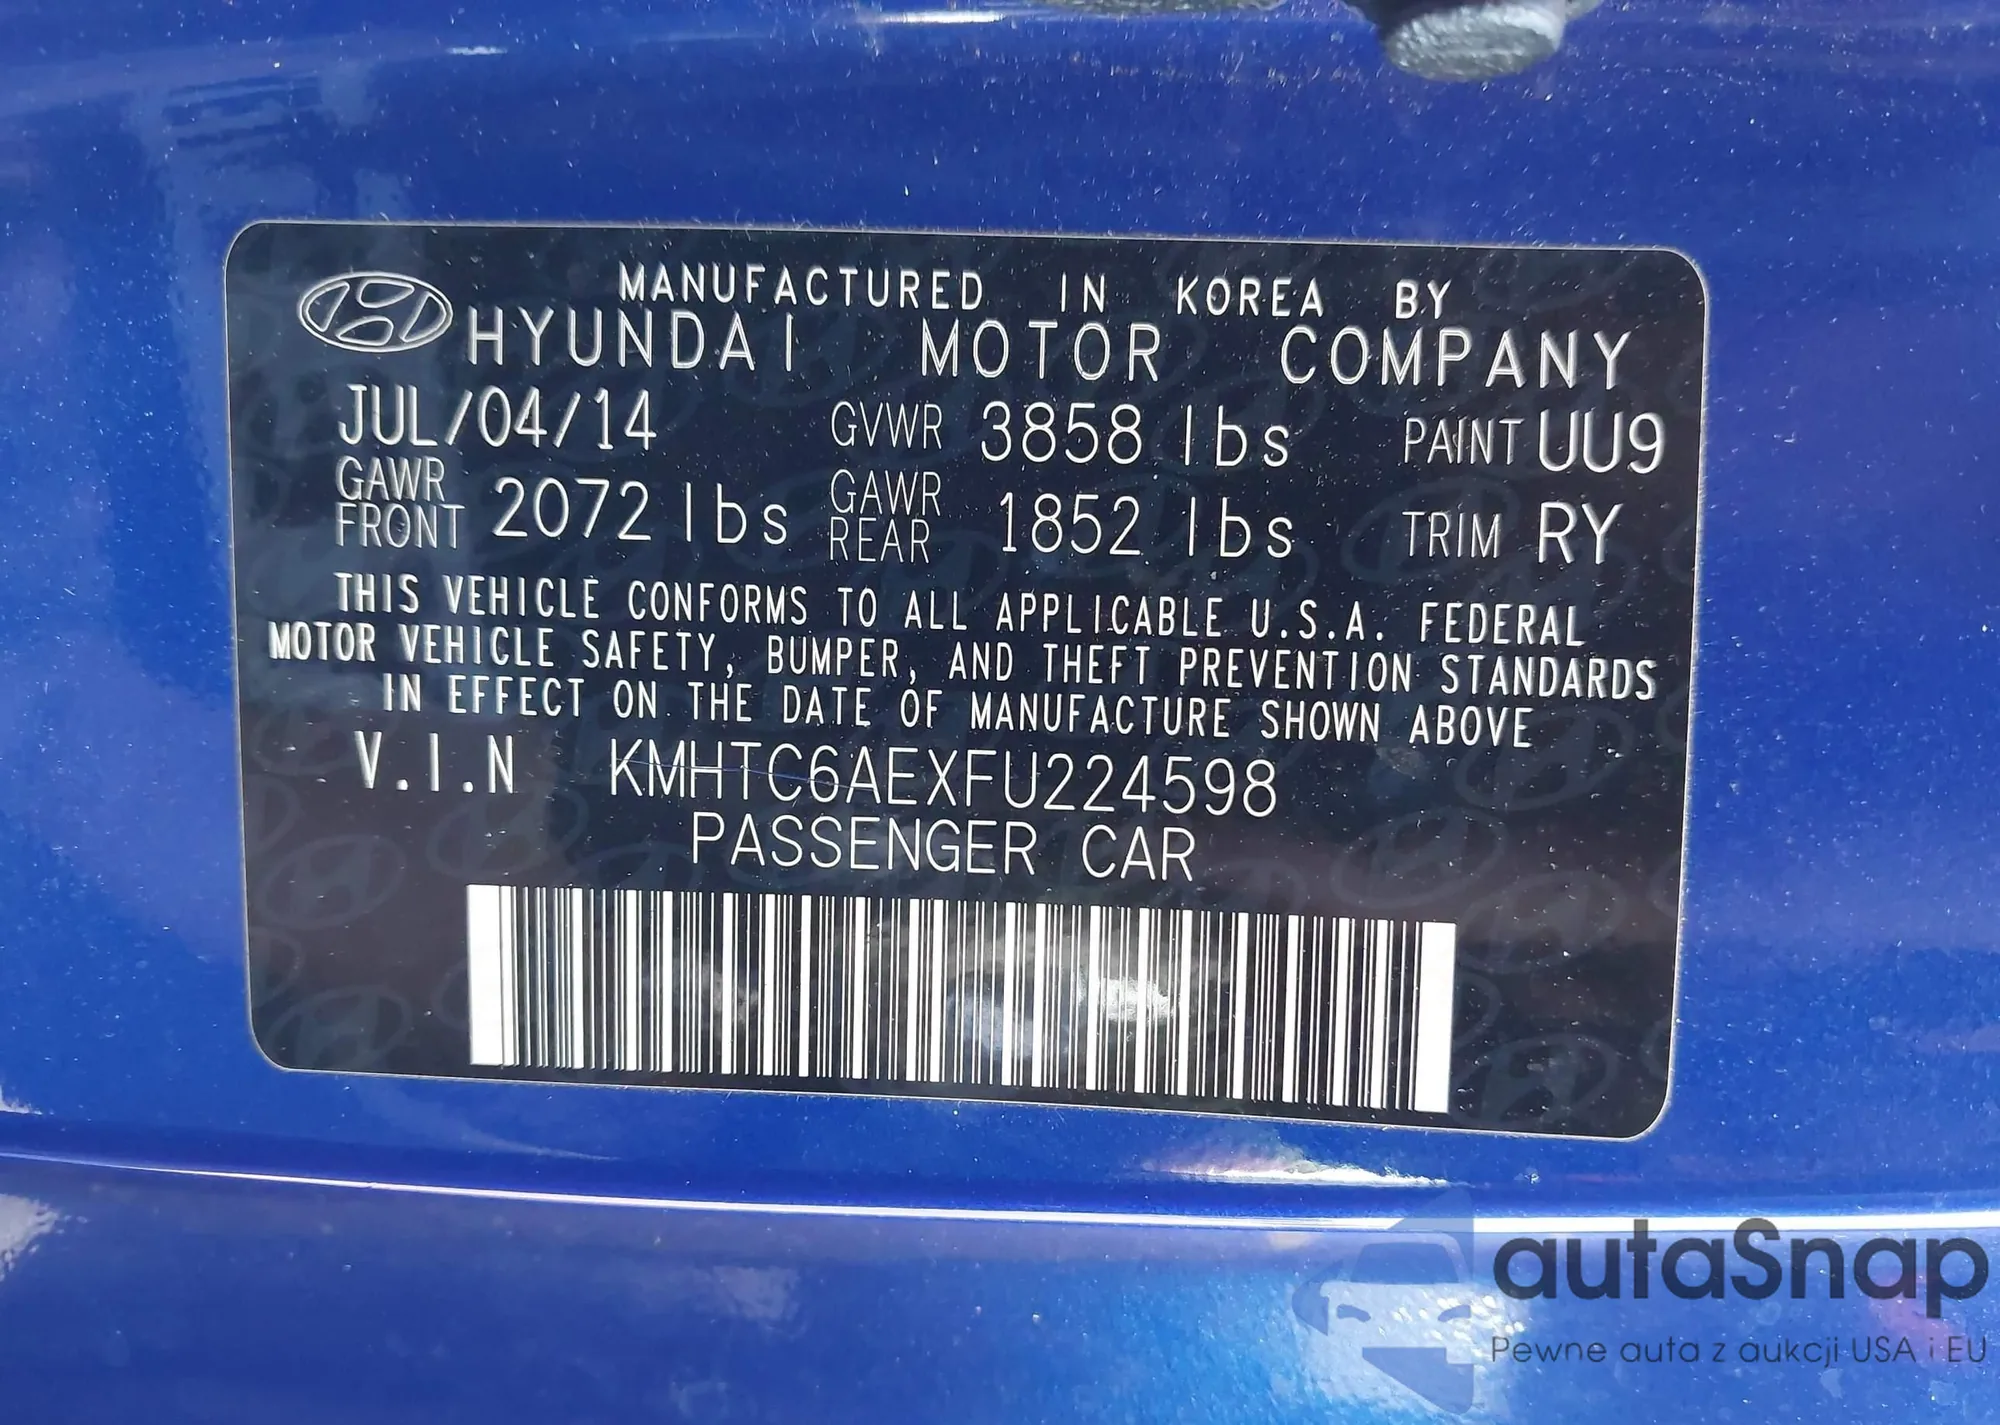 MANUFACTURED IN KOREA BY
HYUNDAI MOTOR COMPANY
JUL/04/14 GVWR 3858 lbs PAINT UU9
GAWR FRONT 2072 lbs GAWR REAR 1852 lbs TRIM RY
THIS VEHICLE CONFORMS TO ALL APPLICABLE U.S.A. FEDERAL
MOTOR VEHICLE SAFETY, BUMPER, AND THEFT PREVENTION STANDARDS
IN EFFECT ON THE DATE OF MANUFACTURE SHOWN ABOVE
V.I.N KMHTC6AEXFU224598
PASSENGER CAR
autaSnap
Pewne auta z aukcji USA i EU